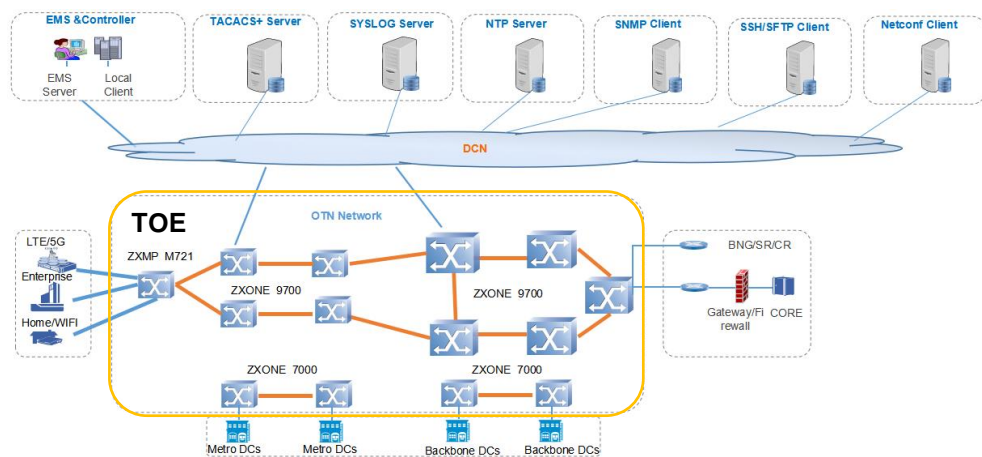 EMS &Controller
TACACS+ Server
SYSLOG Server
NTP Server
SNMP Client
SSH/SFTP Client
Netconf Client
EMS
Server
Local
Client
DCN
TOE
OTN Network
LTE/5G
Enterprise
Home/WIFI
ZXMP M721
ZXONE 9700
ZXONE 9700
BNG/SR/CR
Gateway/Fi
rewall
CORE
ZXONE 7000
ZXONE 7000
Metro DCs
Metro DCs
Backbone DCs
Backbone DCs